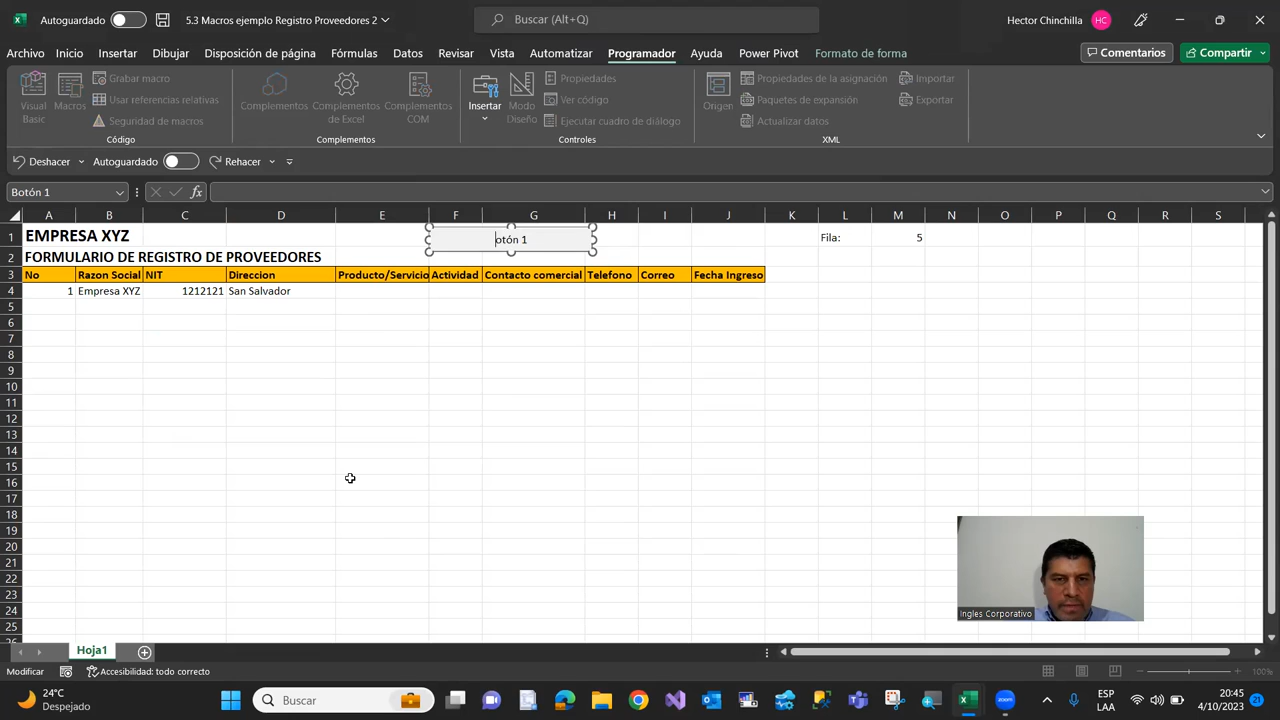 Autoguardado 5.3 Macros ejemplo Registro Proveedores 2 Buscar (Alt+Q) Hector Chinchilla HC
Archivo Inicio Insertar Dibujar Disposición de página Fórmulas Datos Revisar Vista Automatizar Programador Ayuda Power Pivot Formato de forma Comentarios Compartir
Visual Basic
Macros
Grabar macro
Usar referencias relativas
Seguridad de macros
Código
Complementos
Complementos de Excel
Complementos COM
Complementos
Insertar
Modo Diseño
Propiedades
Ver código
Ejecutar cuadro de diálogo
Controles
Origen
Propiedades de la asignación
Paquetes de expansión
Actualizar datos
Importar
Exportar
XML
Deshacer Autoguardado Rehacer
Botón 1 fx
A B C D E F G H I J K L M N O P Q R S
1 EMPRESA XYZ otón 1 Fila: 5
2 FORMULARIO DE REGISTRO DE PROVEEDORES
3 No Razon Social NIT Direccion Producto/Servicio Actividad Contacto comercial Telefono Correo Fecha Ingreso
4 1 Empresa XYZ 1212121 San Salvador
5
6
7
8
9
10
11
12
13
14
15
16
17
18
19
20
21
22
23
24
25
Ingles Corporativo
Hoja1
Modificar Accesibilidad: todo correcto 100%
24°C
Despejado
Buscar
ESP
LAA
20:45
4/10/2023
21